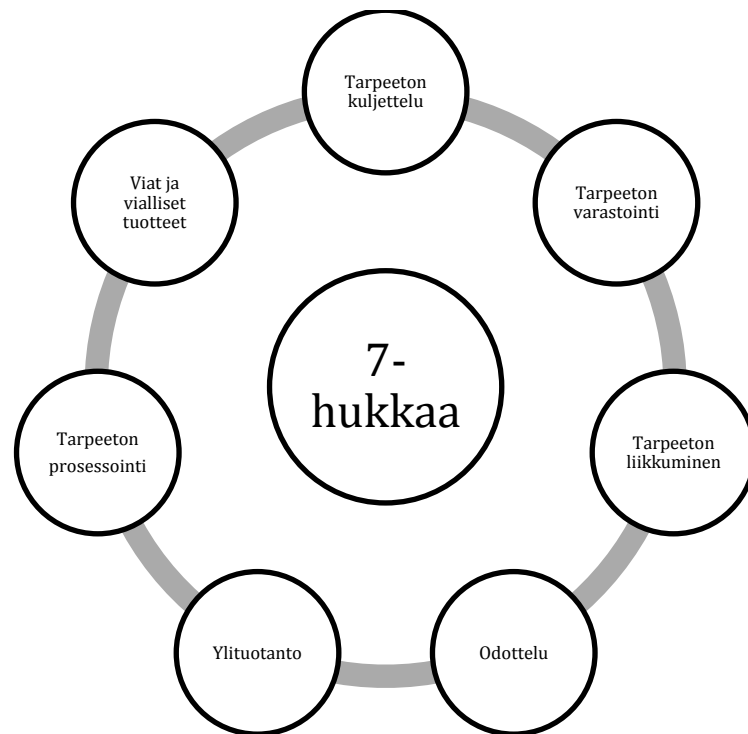 Tarpeeton
kuljettelu
Tarpeeton
varastointi
Tarpeeton
liikkuminen
Odottelu
Ylituotanto
Tarpeeton
prosessointi
Viat ja
vialliset
tuotteet
7-
hukkaa